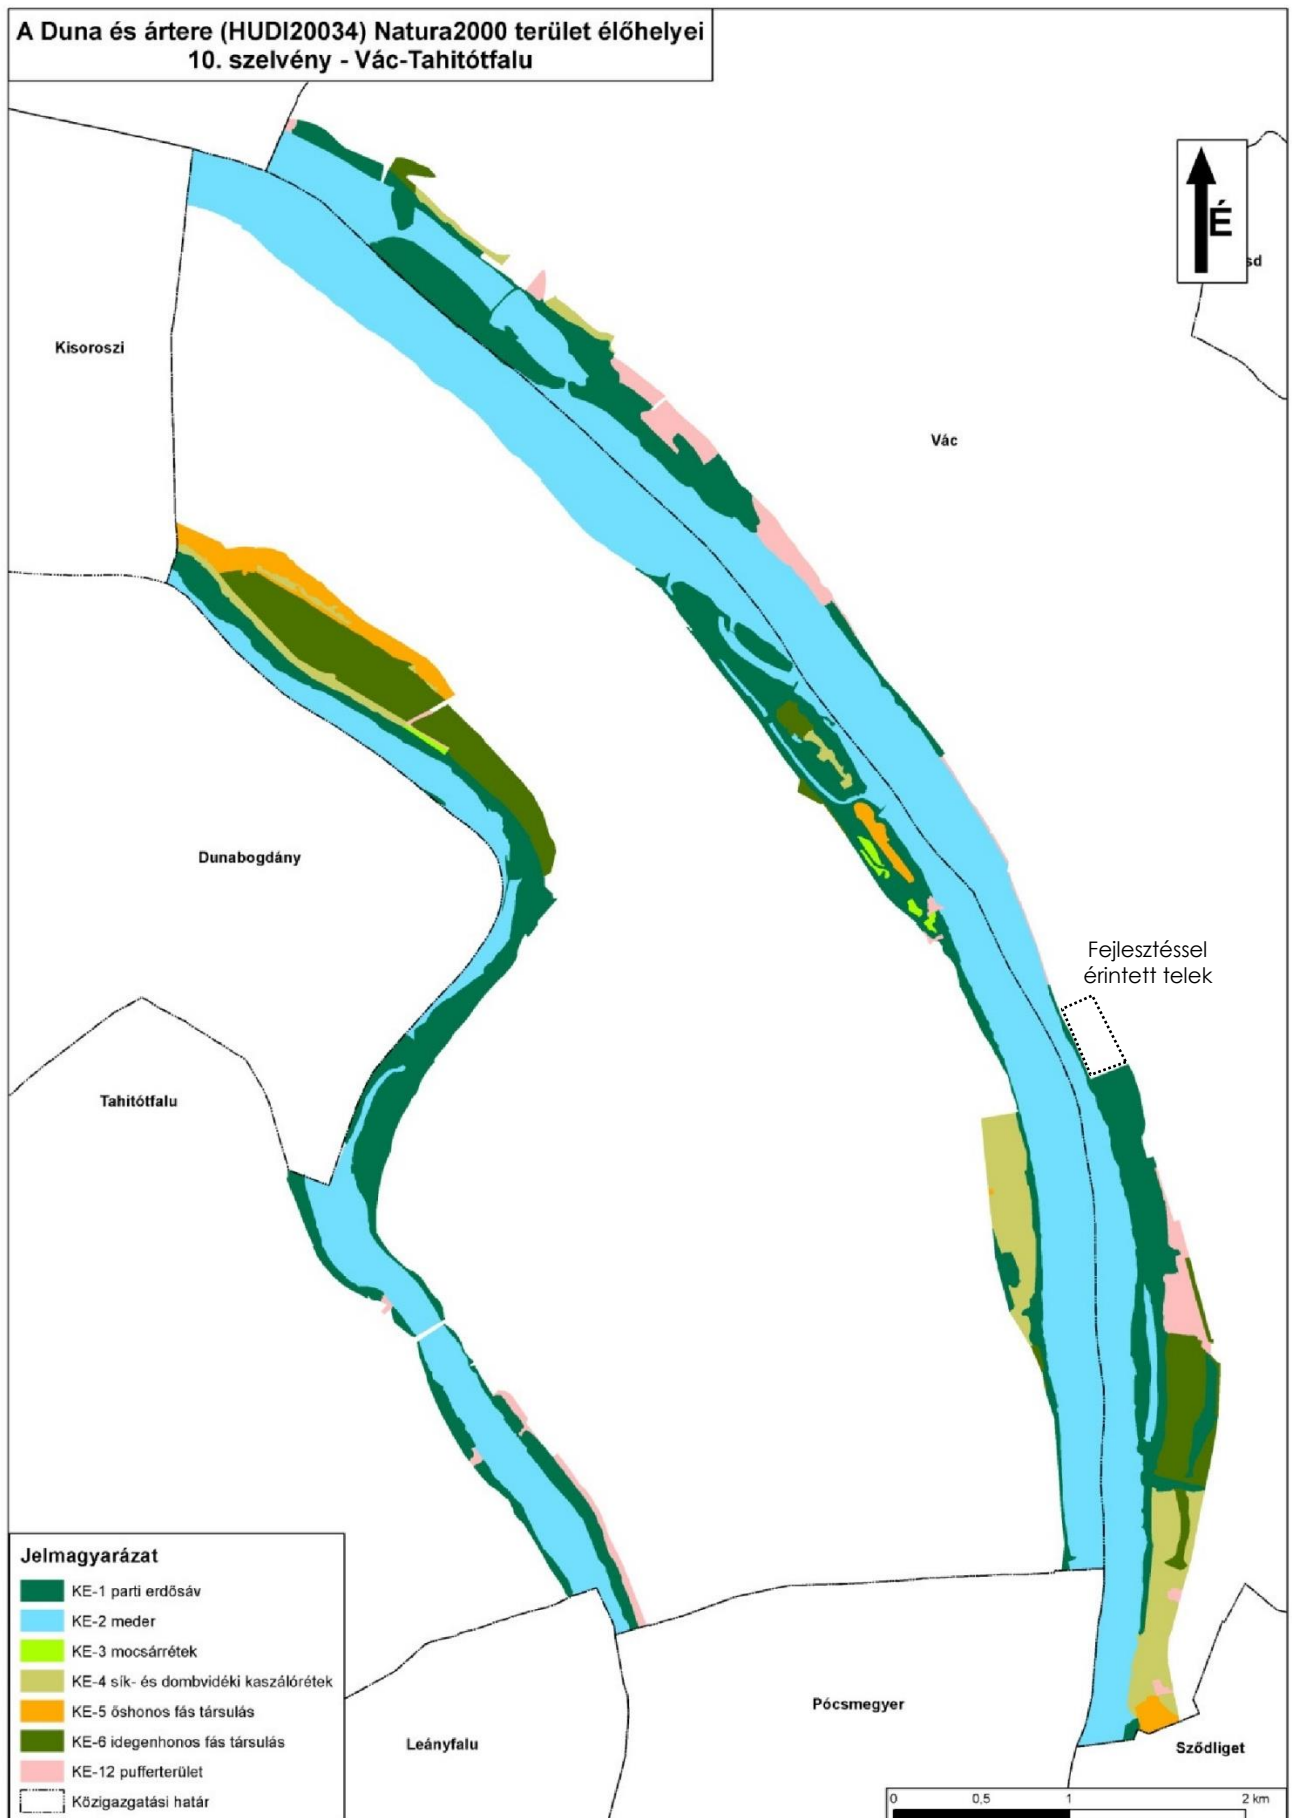 A Duna és ártere (HUDI20034) Natura2000 terület élőhelyei
10. szelvény - Vác-Tahitótfalu
É
sd
Kisoroszi
Vác
Dunabogdány
Fejlesztéssel
érintett telek
Tahitótfalu
Pócsmegyer
Leányfalu
Sződliget
Jelmagyarázat
KE-1 parti erdősáv
KE-2 meder
KE-3 mocsárrétek
KE-4 sík- és dombvidéki kaszálórétek
KE-5 őshonos fás társulás
KE-6 idegenhonos fás társulás
KE-12 pufferterület
Közigazgatási határ
0 0,5 1 2 km